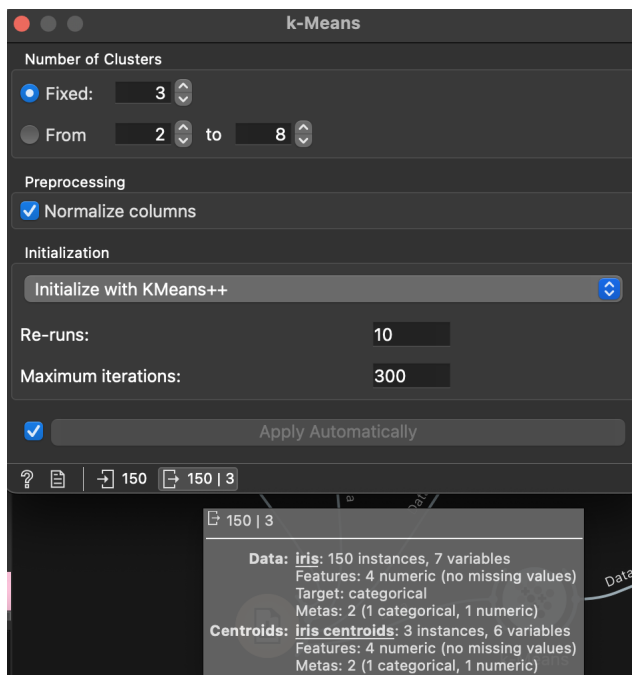 k-Means
Number of Clusters
Fixed: 3
From 2 to 8
Preprocessing
Normalize columns
Initialization
Initialize with KMeans++
Re-runs: 10
Maximum iterations: 300
Apply Automatically
? 150 150 | 3
150 | 3
Data: iris: 150 instances, 7 variables
Features: 4 numeric (no missing values)
Target: categorical
Metas: 2 (1 categorical, 1 numeric)
Centroids: iris centroids: 3 instances, 6 variables
Features: 4 numeric (no missing values)
Metas: 2 (1 categorical, 1 numeric)
Data